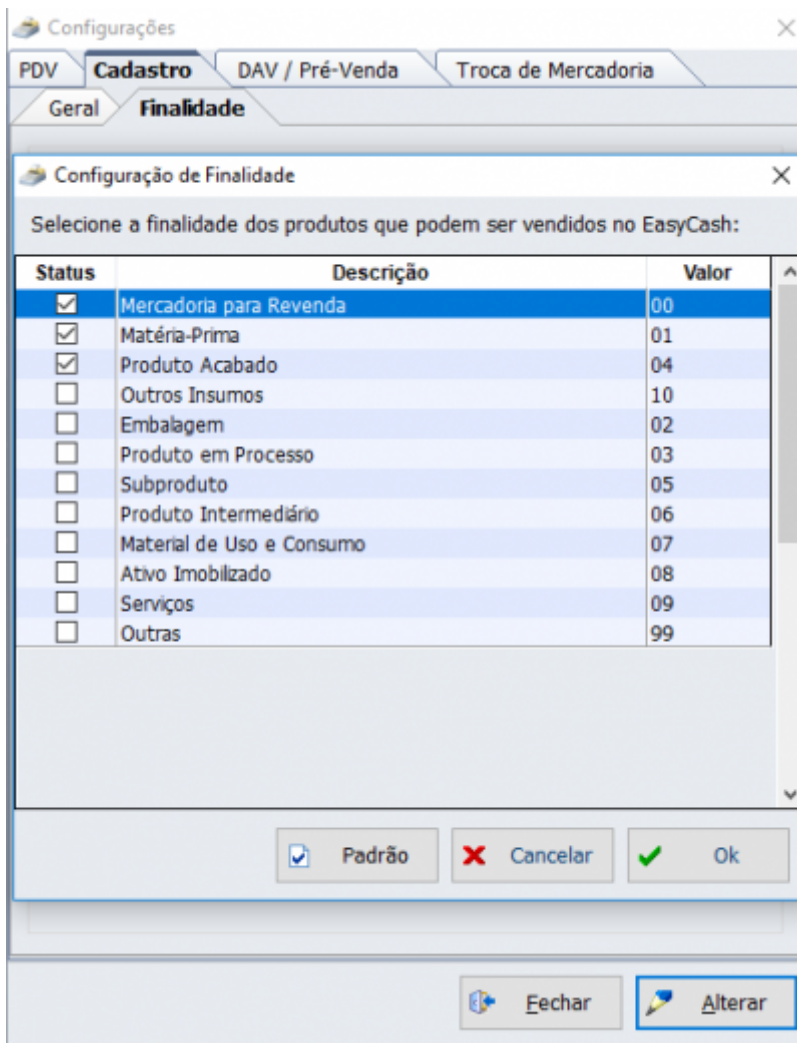 Configurações
PDV Cadastro DAV / Pré-Venda Troca de Mercadoria
Geral Finalidade
Configuração de Finalidade
Selecione a finalidade dos produtos que podem ser vendidos no EasyCash:
Status Descrição Valor
Mercadoria para Revenda 00
Matéria-Prima 01
Produto Acabado 04
Outros Insumos 10
Embalagem 02
Produto em Processo 03
Subproduto 05
Produto Intermediário 06
Material de Uso e Consumo 07
Ativo Imobilizado 08
Serviços 09
Outras 99
Padrão Cancelar Ok
Fechar Alterar